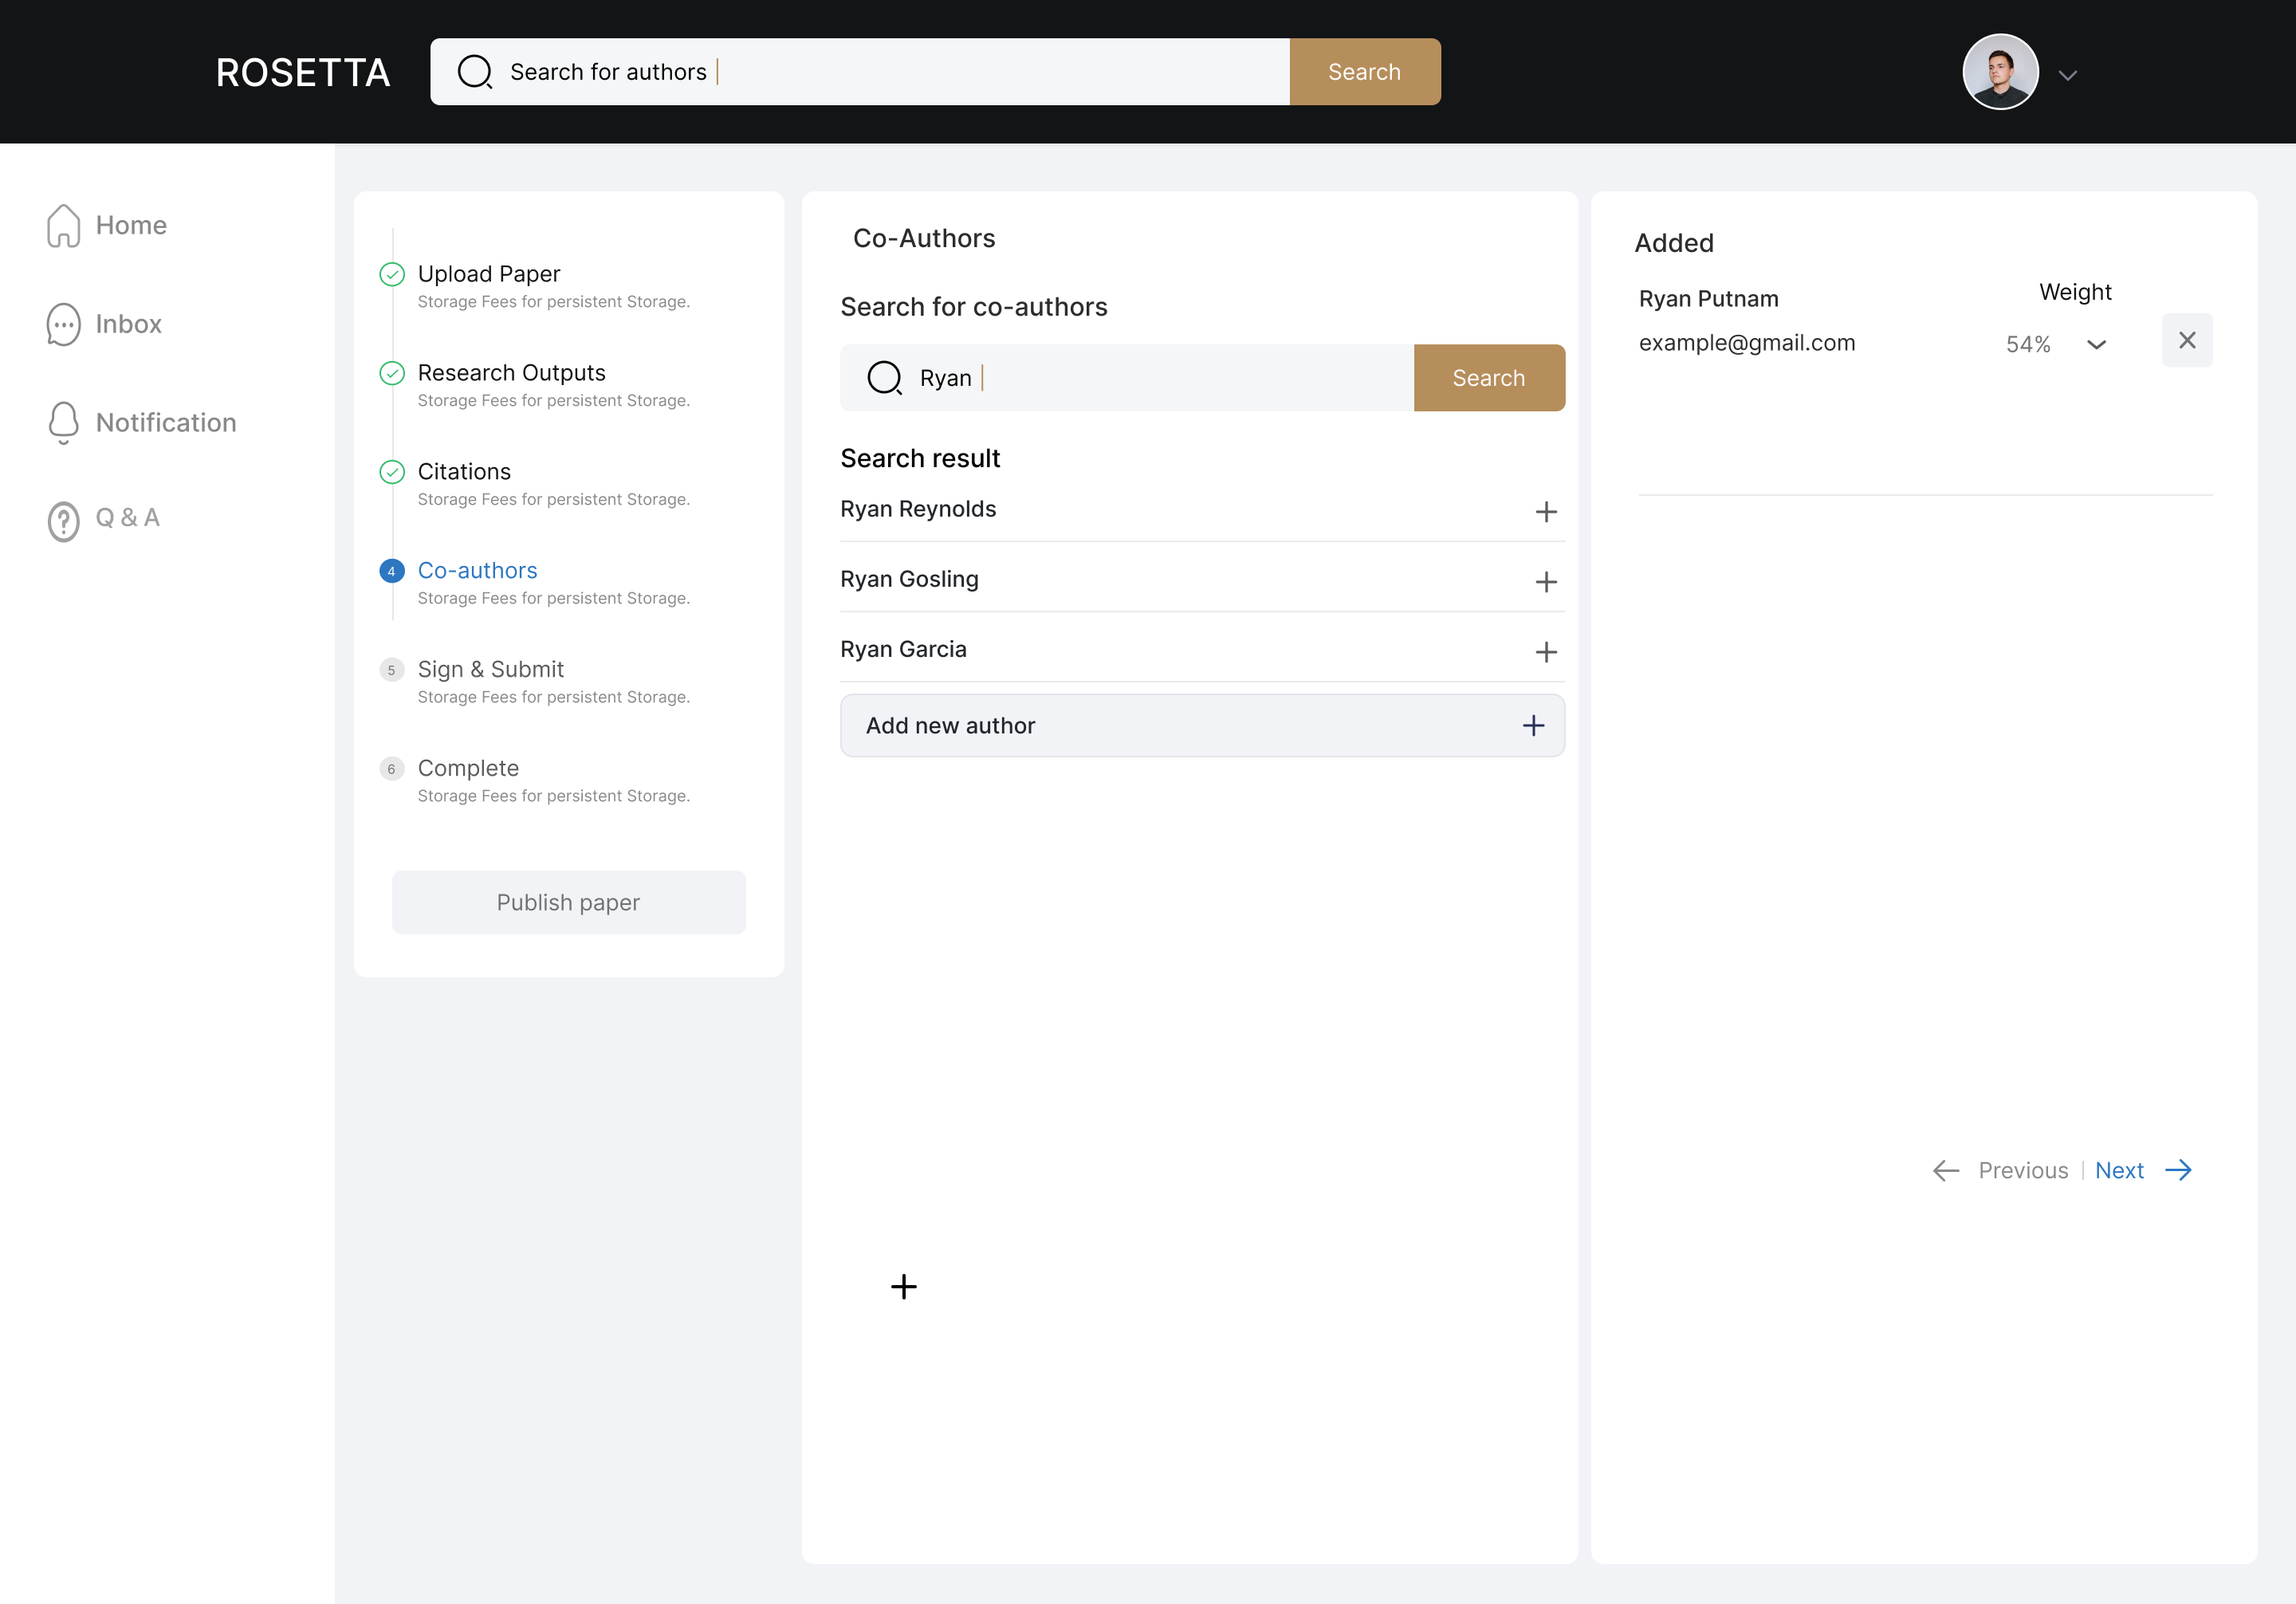 ROSETTA
Search for authors
Search
Home
Inbox
Notification
Q & A
Upload Paper
Storage Fees for persistent Storage.
Research Outputs
Storage Fees for persistent Storage.
Citations
Storage Fees for persistent Storage.
4
Co-authors
Storage Fees for persistent Storage.
5
Sign & Submit
Storage Fees for persistent Storage.
6
Complete
Storage Fees for persistent Storage.
Publish paper
Co-Authors
Search for co-authors
Ryan
Search
Search result
Ryan Reynolds
Ryan Gosling
Ryan Garcia
Add new author
Added
Ryan Putnam
Weight
example@gmail.com
54%
Previous
Next